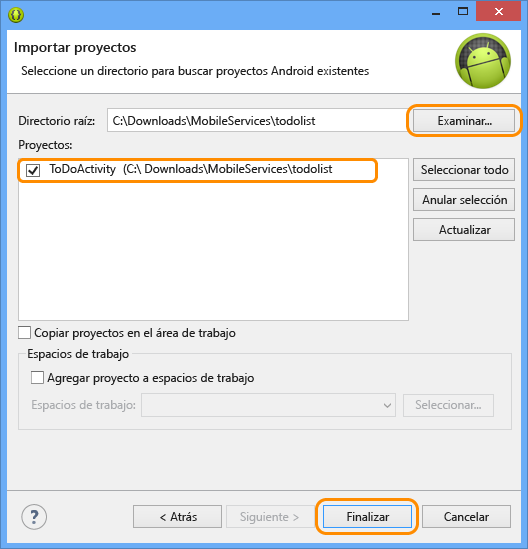 Importar proyectos
Seleccione un directorio para buscar proyectos Android existentes
Directorio raíz: C:\Downloads\MobileServices\todolist Examinar...
Proyectos:
ToDoActivity (C:\ Downloads\MobileServices\todolist Seleccionar todo
Anular selección
Actualizar
Copiar proyectos en el área de trabajo
Espacios de trabajo
Agregar proyecto a espacios de trabajo
Espacios de trabajo: Seleccionar...
? < Atrás Siguiente > Finalizar Cancelar